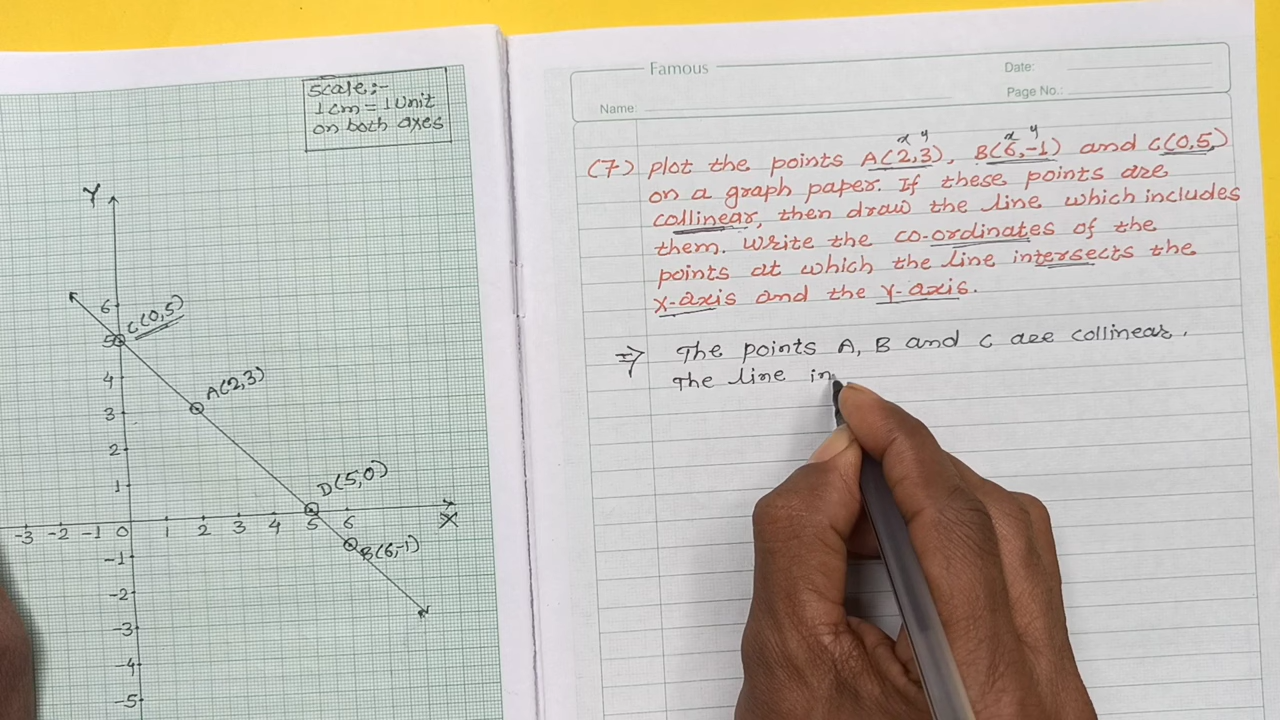 Scale:-
1cm = 1 Unit
on both axes
Y
6
C(0,5)
5
4
A(2,3)
3
2
1
D(5,0)
-3 -2 -1 0 1 2 3 4 5 6 X
B(6,-1)
-1
-2
-3
-4
-5
Famous
Date:
Page No.:
Name:
x y x y
(7) Plot the points A(2,3), B(6,-1) and C(0,5)
on a graph paper. If these points are
collinear, then draw the line which includes
them. Write the co-ordinates of the
points at which the line intersects the
X-axis and the Y-axis.
⇒ The points A, B and C are collinear.
The line in